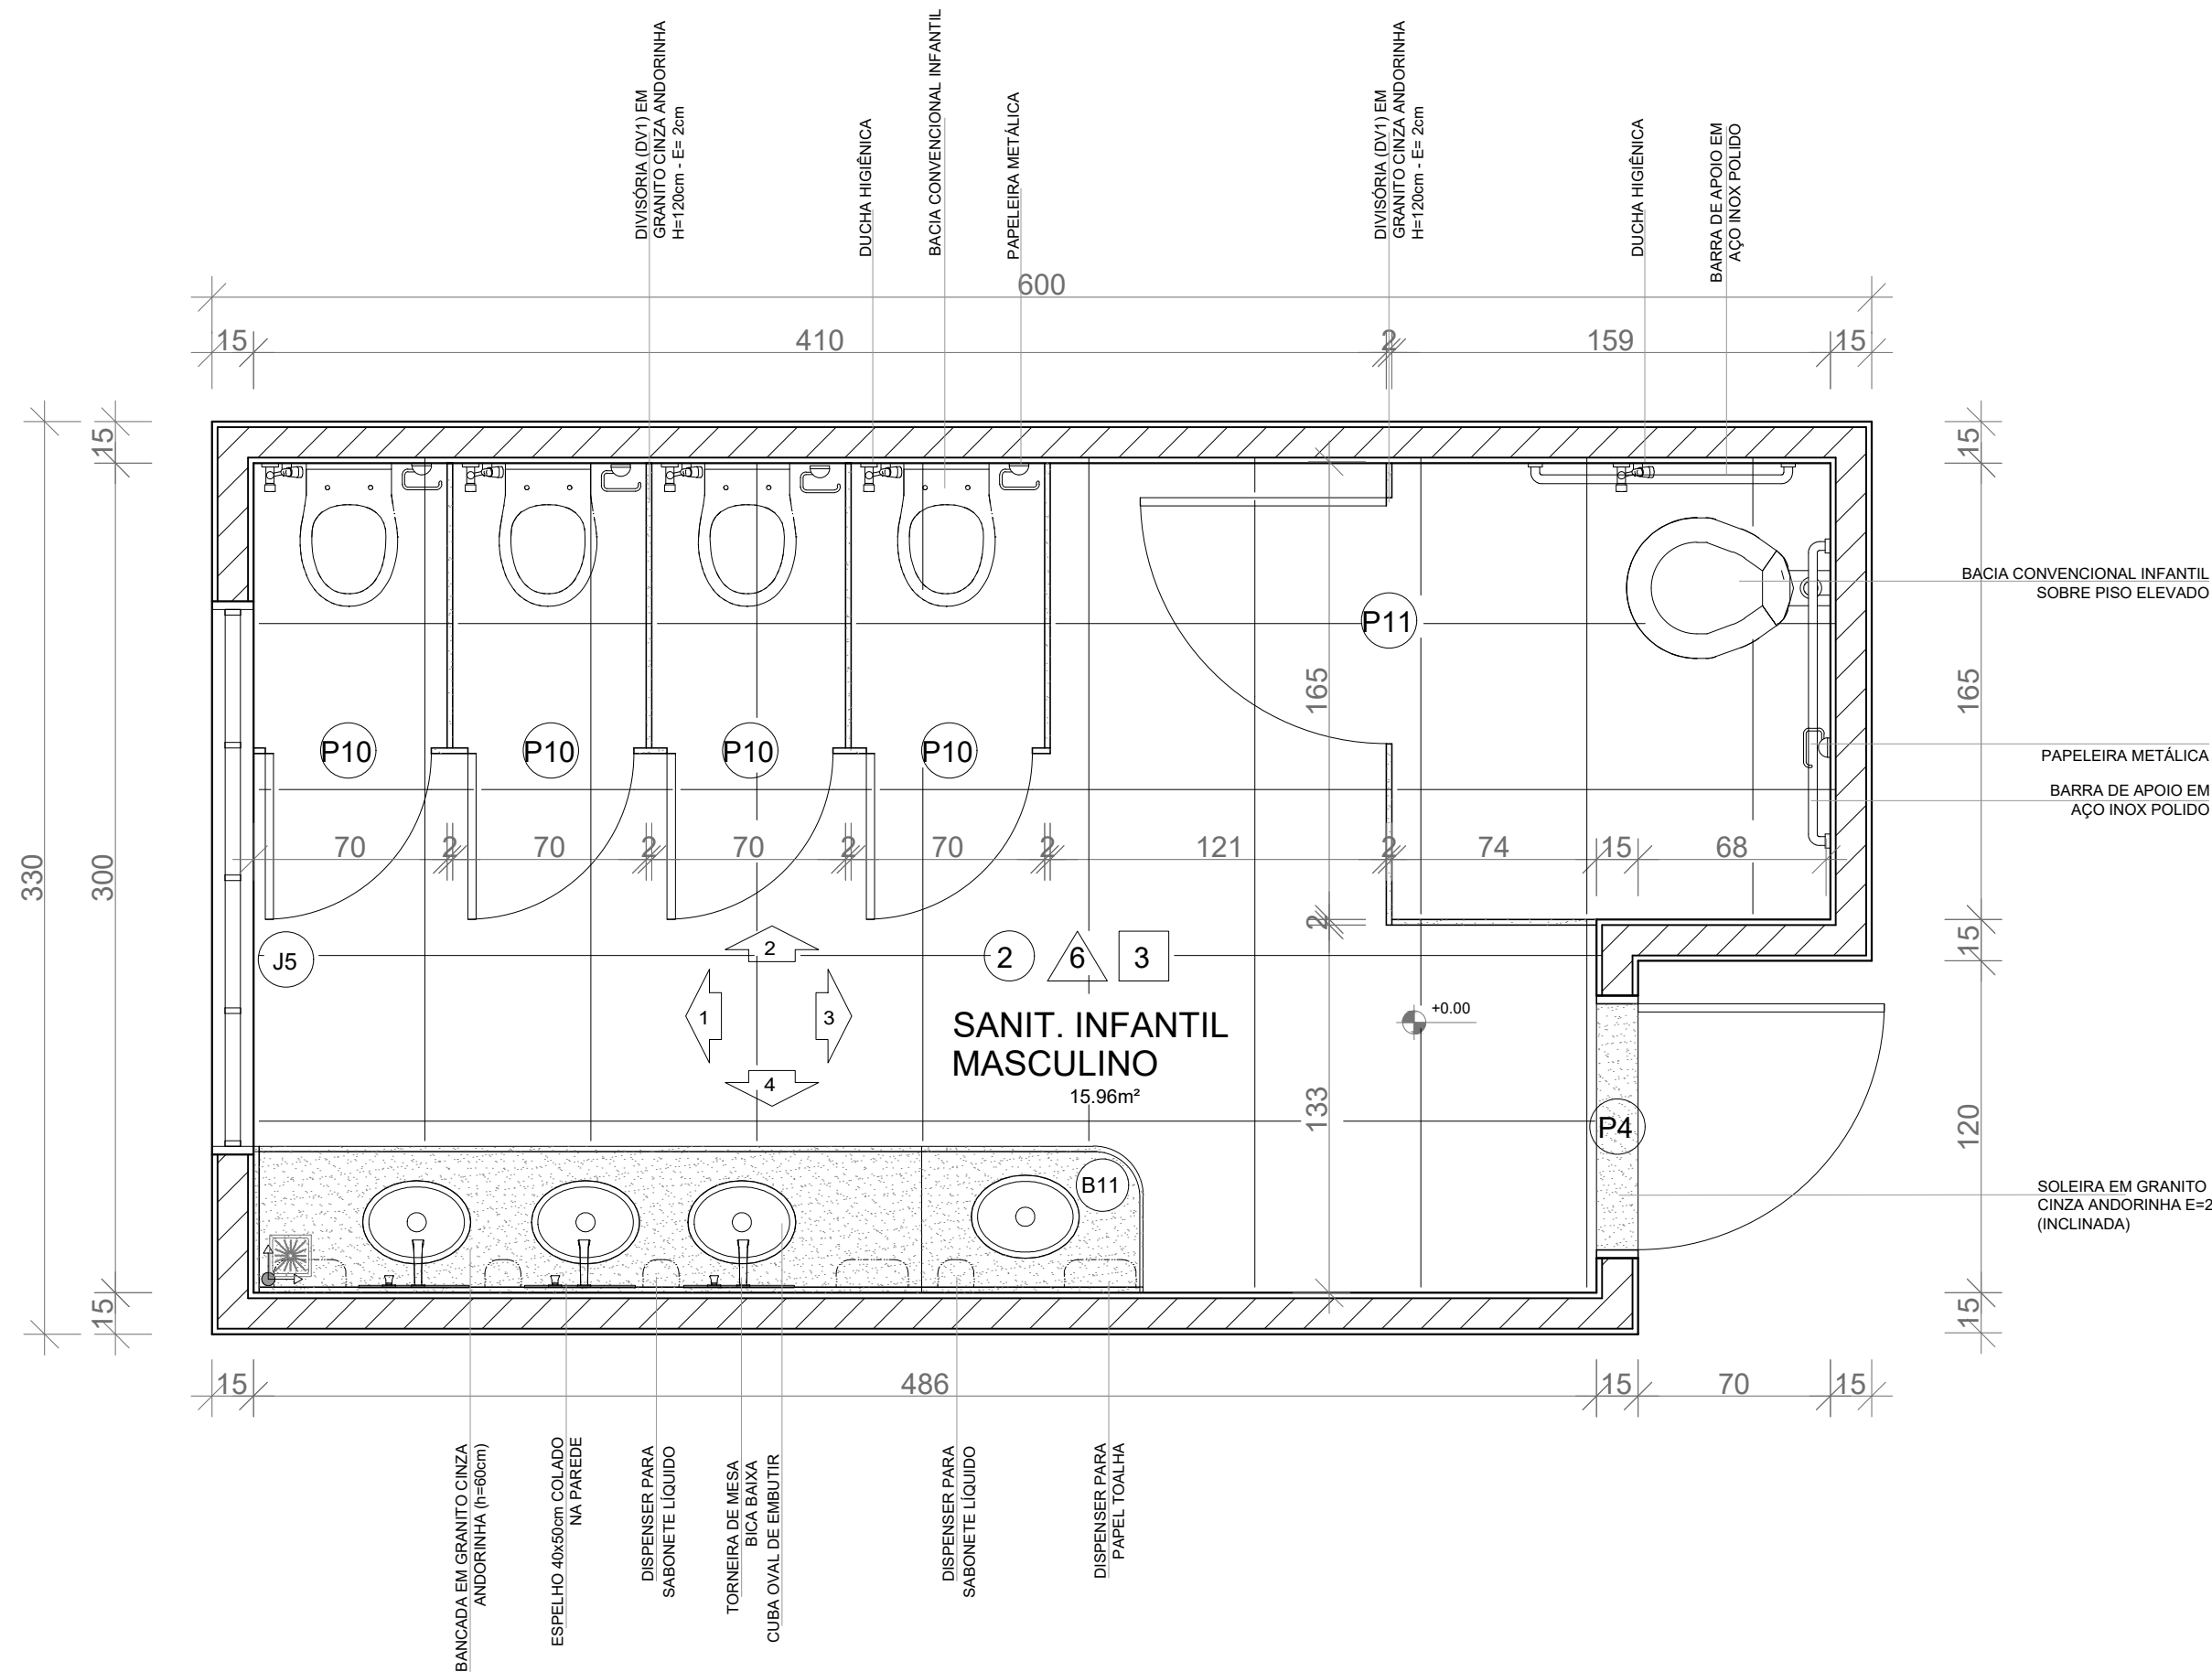 DIVISÓRIA (DV1) EM
GRANITO CINZA ANDORINHA
H=120cm - E= 2cm
DUCHA HIGIÊNICA
BACIA CONVENCIONAL INFANTIL
PAPELEIRA METÁLICA
DIVISÓRIA (DV1) EM
GRANITO CINZA ANDORINHA
H=120cm - E= 2cm
DUCHA HIGIÊNICA
BARRA DE APOIO EM
AÇO INOX POLIDO
600
15
410
2
159
15
330
15
300
15
15
165
15
120
15
BACIA CONVENCIONAL INFANTIL
SOBRE PISO ELEVADO
PAPELEIRA METÁLICA
BARRA DE APOIO EM
AÇO INOX POLIDO
P11
165
P10
P10
P10
P10
70
2
70
2
70
2
70
2
121
2
74
15
68
2
J5
2
1
3
4
2
6
3
SANIT. INFANTIL
MASCULINO
15.96m²
+0.00
133
P4
B11
SOLEIRA EM GRANITO
CINZA ANDORINHA E=2
(INCLINADA)
15
486
15
70
15
BANCADA EM GRANITO CINZA
ANDORINHA (h=60cm)
ESPELHO 40x50cm COLADO
NA PAREDE
DISPENSER PARA
SABONETE LÍQUIDO
TORNEIRA DE MESA
BICA BAIXA
CUBA OVAL DE EMBUTIR
DISPENSER PARA
SABONETE LÍQUIDO
DISPENSER PARA
PAPEL TOALHA